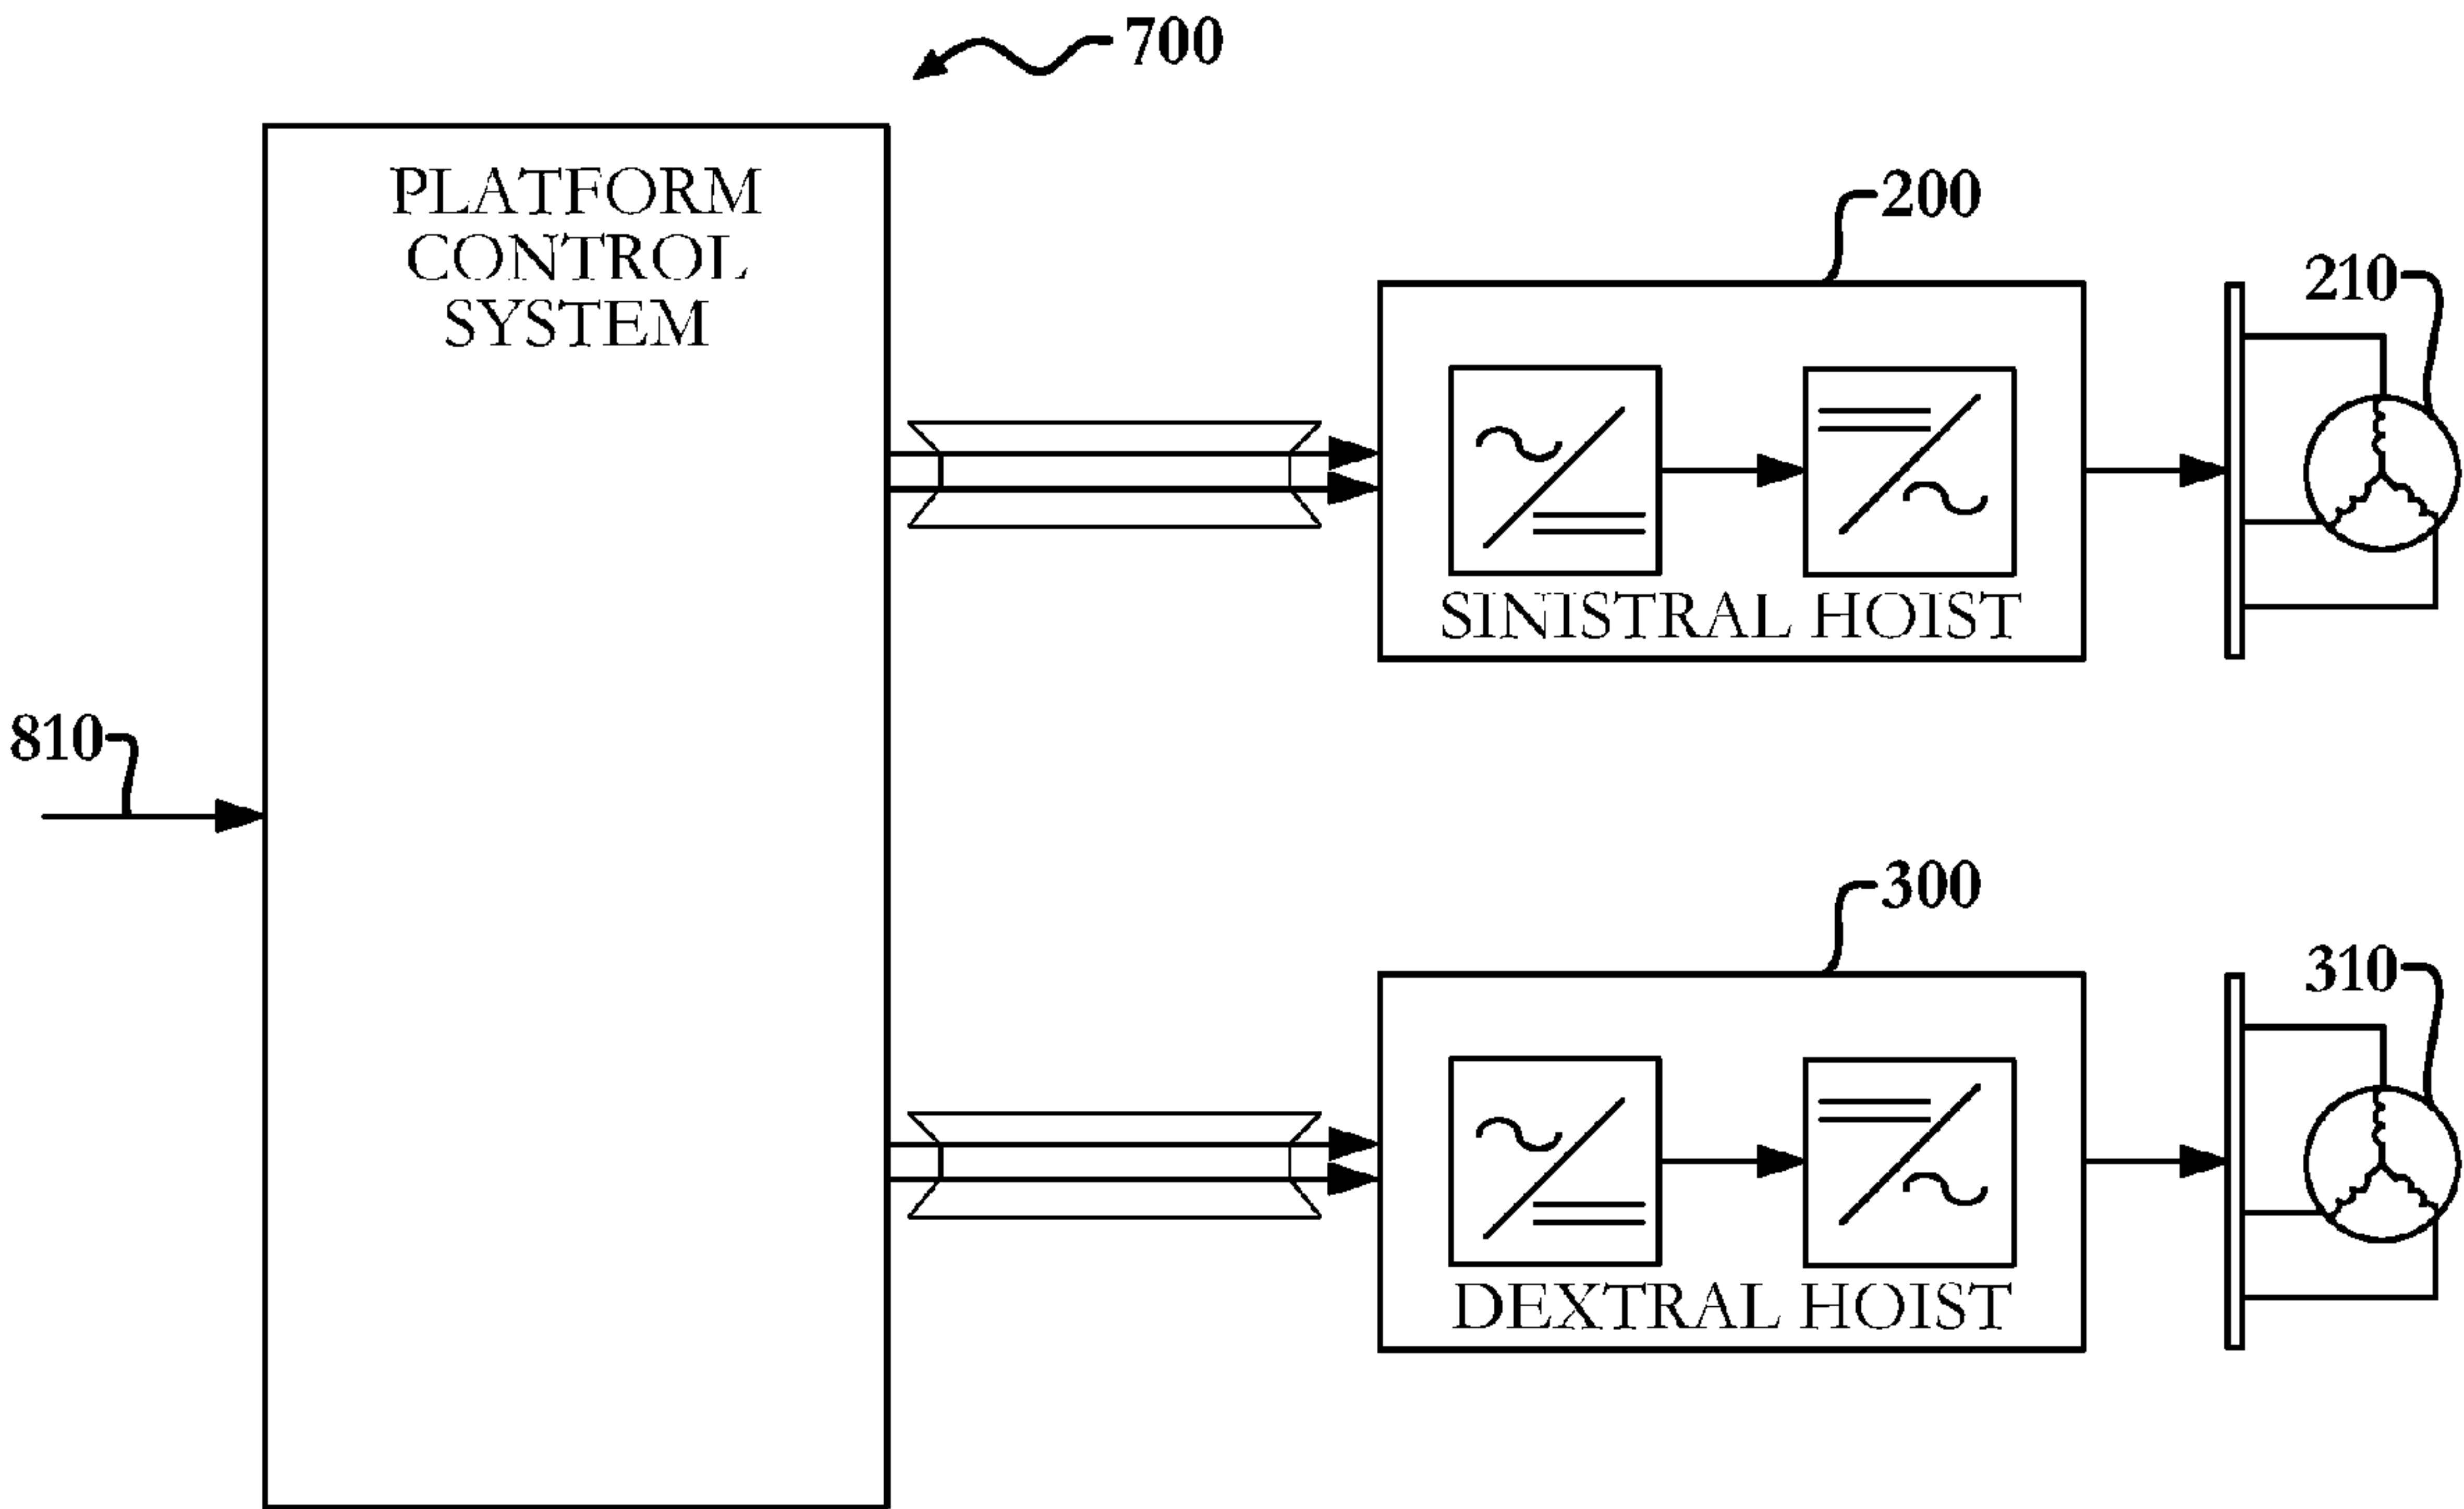 700
PLATFORM
CONTROL
SYSTEM
200
210
SINISTRAL HOIST
810
300
310
DEXTRAL HOIST